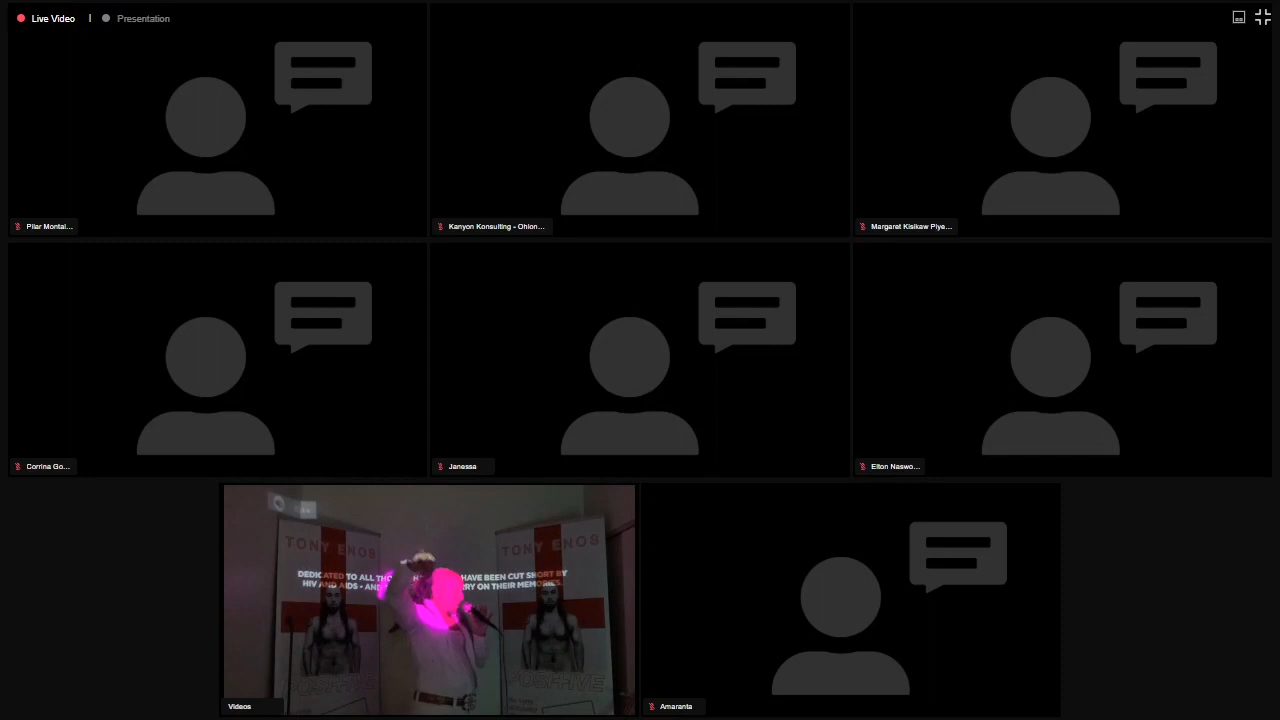 Live Video
Presentation
Pilar Montal...
Kanyon Konsulting - Ohlon...
Margaret Kisikaw Piye...
Corrina Go...
Janessa
Elton Naswo...
TONY ENOS
TONY ENOS
DEDICATED TO ALL THO
HAVE BEEN CUT SHORT BY
HIV AND AIDS - AND
RY ON THEIR MEMORIES.
POSITIVE
POSITIVE
Videos
Amaranta